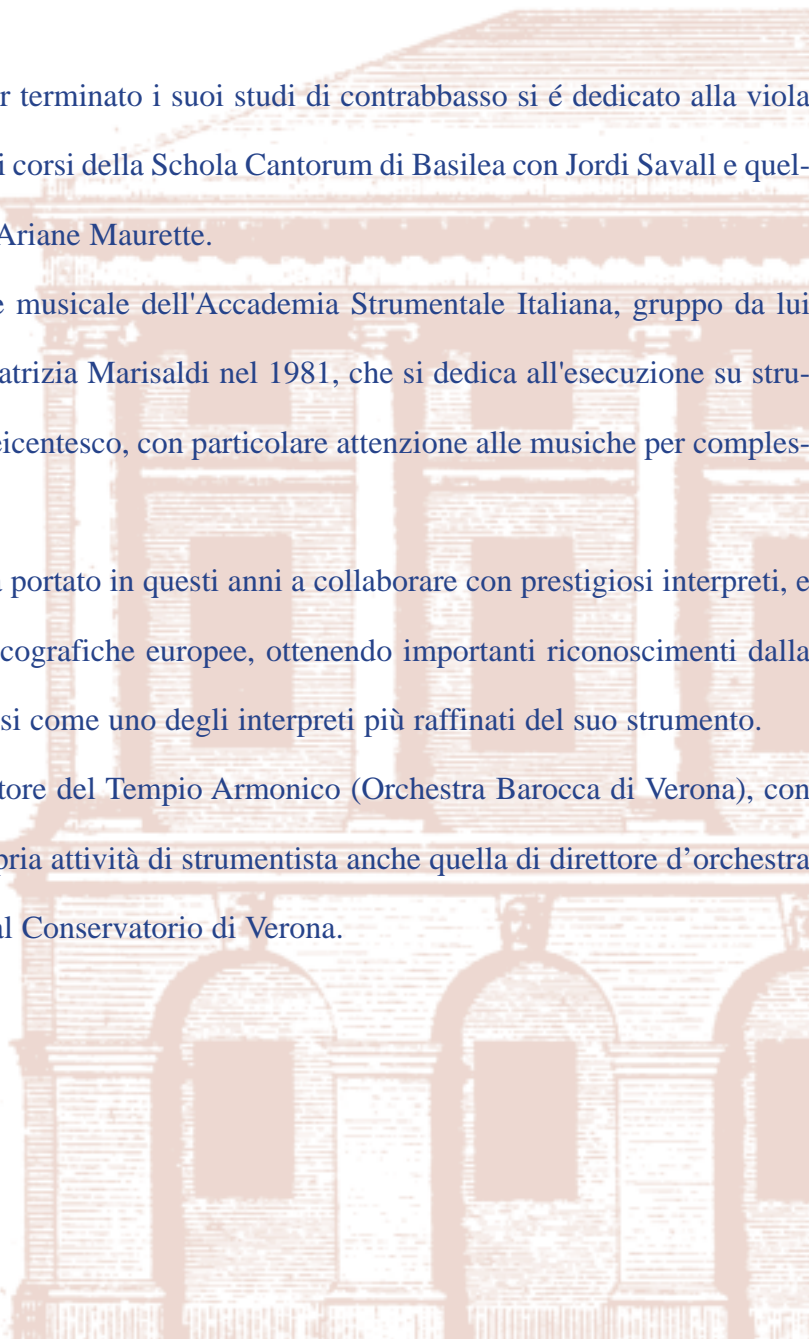 r terminato i suoi studi di contrabbasso si é dedicato alla viola
i corsi della Schola Cantorum di Basilea con Jordi Savall e quel-
Ariane Maurette.
e musicale dell'Accademia Strumentale Italiana, gruppo da lui
atrizia Marisaldi nel 1981, che si dedica all'esecuzione su stru-
eicentesco, con particolare attenzione alle musiche per comples-
portato in questi anni a collaborare con prestigiosi interpreti, e
cografiche europee, ottenendo importanti riconoscimenti dalla
si come uno degli interpreti più raffinati del suo strumento.
tore del Tempio Armonico (Orchestra Barocca di Verona), con
pria attività di strumentista anche quella di direttore d’orchestra
al Conservatorio di Verona.